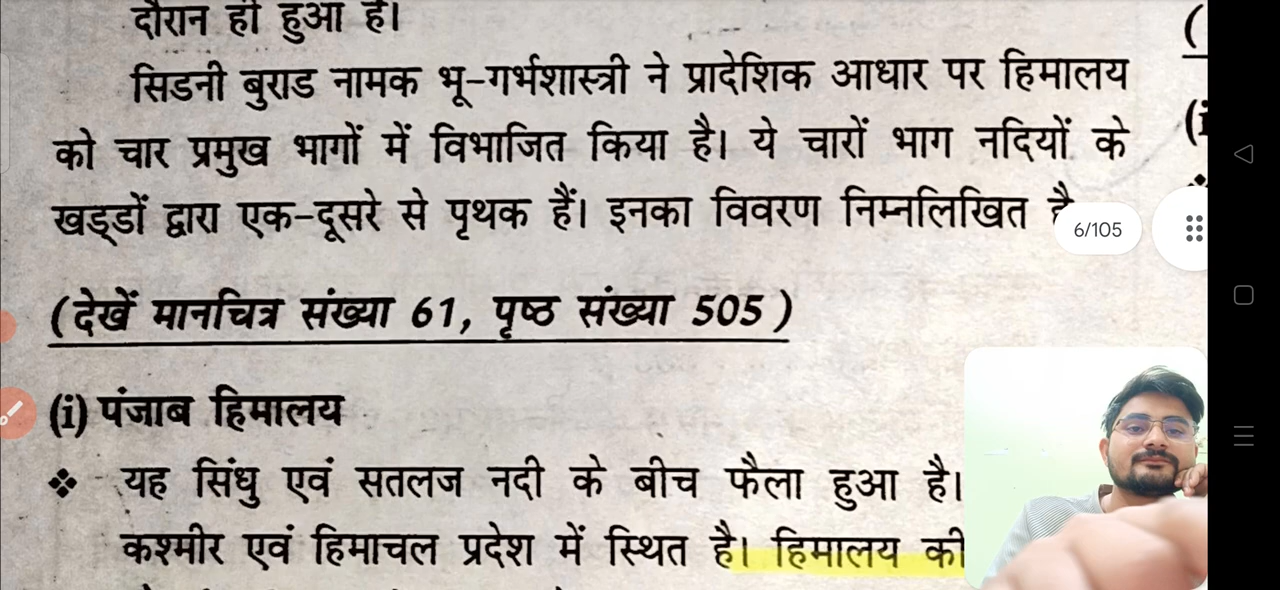 दौरान ही हुआ है।
सिडनी बुराड नामक भू-गर्भशास्त्री ने प्रादेशिक आधार पर हिमालय
को चार प्रमुख भागों में विभाजित किया है। ये चारों भाग नदियों के
खड्डों द्वारा एक-दूसरे से पृथक हैं। इनका विवरण निम्नलिखित है
6/105
(देखें मानचित्र संख्या 61, पृष्ठ संख्या 505)
(i) पंजाब हिमालय
❖ यह सिंधु एवं सतलज नदी के बीच फैला हुआ है।
कश्मीर एवं हिमाचल प्रदेश में स्थित है। हिमालय की